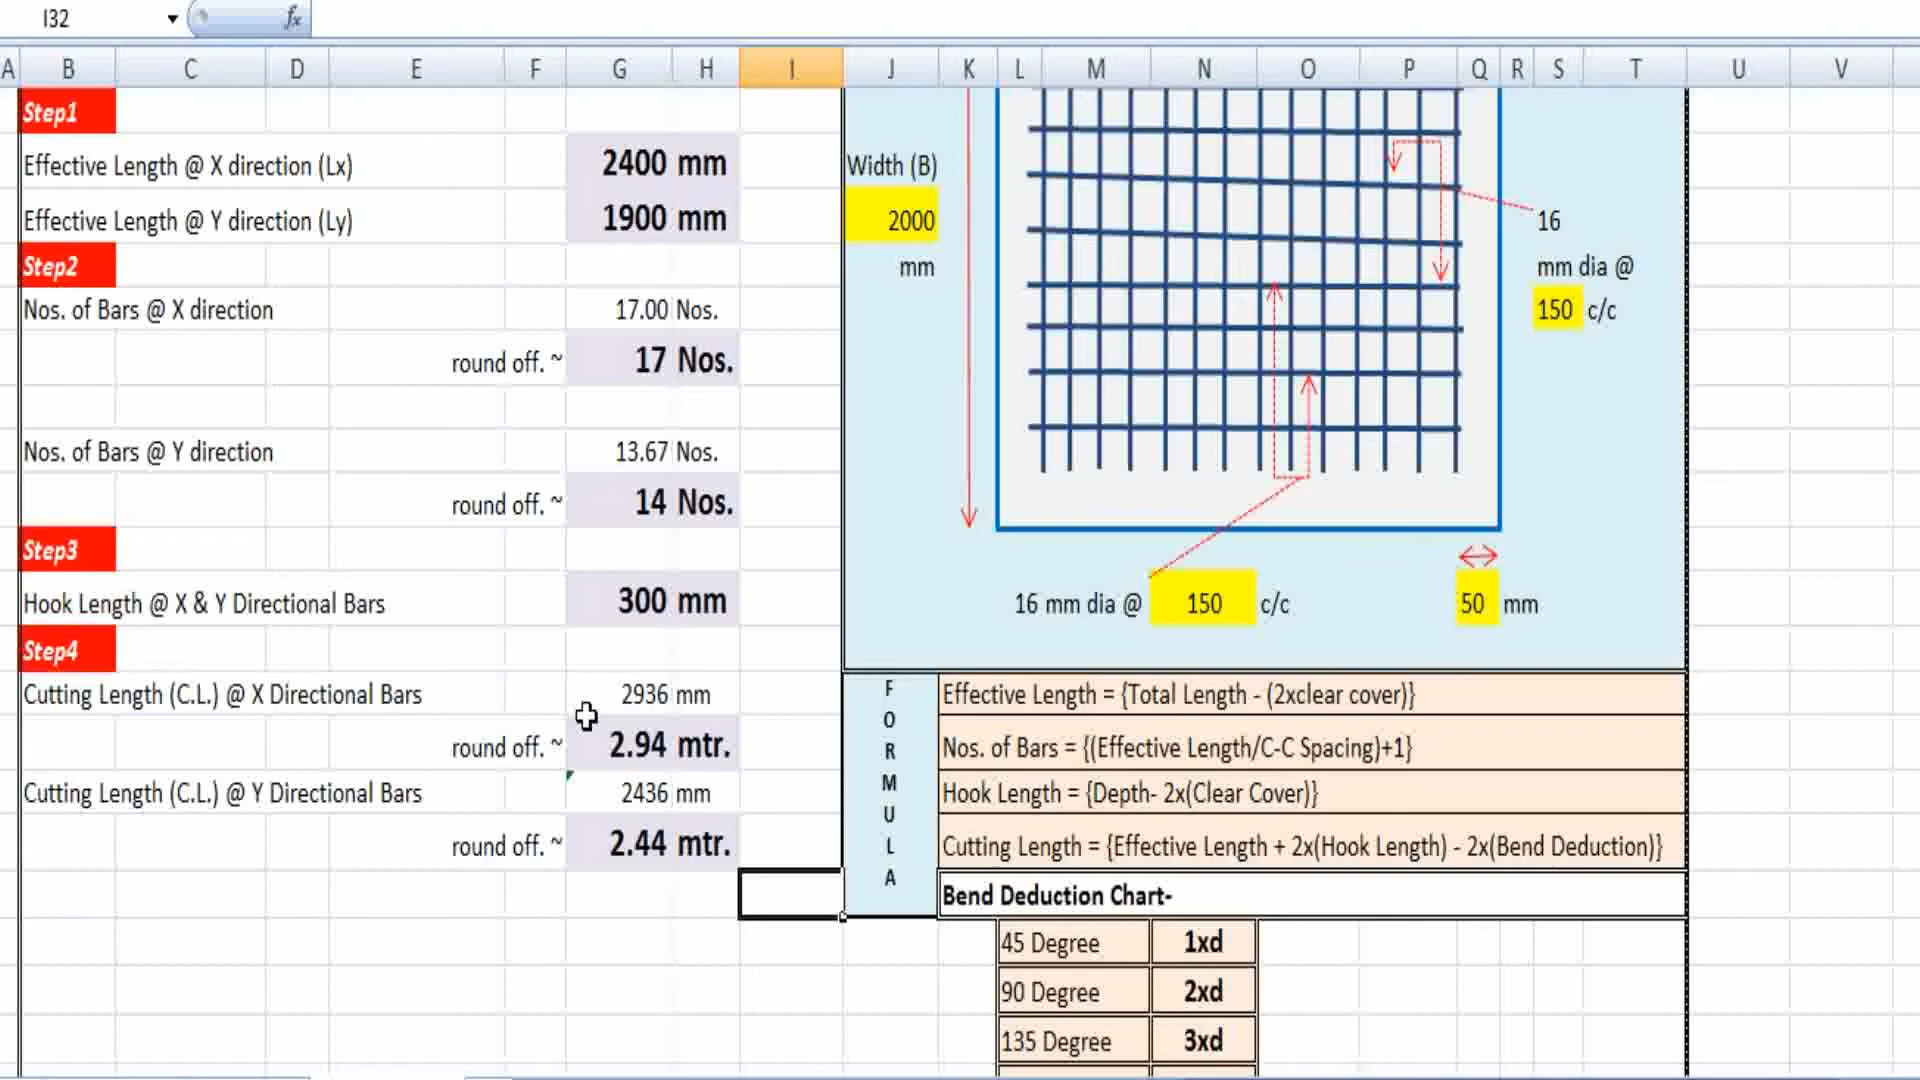 I32
fx
A B C D E F G H I J K L M N O P Q R S T U V
Step1
Effective Length @ X direction (Lx) 2400 mm
Effective Length @ Y direction (Ly) 1900 mm
Step2
Nos. of Bars @ X direction 17.00 Nos.
round off. ~ 17 Nos.
Nos. of Bars @ Y direction 13.67 Nos.
round off. ~ 14 Nos.
Step3
Hook Length @ X & Y Directional Bars 300 mm
Step4
Cutting Length (C.L.) @ X Directional Bars 2936 mm
round off. ~ 2.94 mtr.
Cutting Length (C.L.) @ Y Directional Bars 2436 mm
round off. ~ 2.44 mtr.
Width (B)
2000
mm
16
mm dia @
150 c/c
16 mm dia @ 150 c/c
50 mm
FORMULA
Effective Length = {Total Length - (2xclear cover)}
Nos. of Bars = {(Effective Length/C-C Spacing)+1}
Hook Length = {Depth- 2x(Clear Cover)}
Cutting Length = {Effective Length + 2x(Hook Length) - 2x(Bend Deduction)}
Bend Deduction Chart-
45 Degree 1xd
90 Degree 2xd
135 Degree 3xd